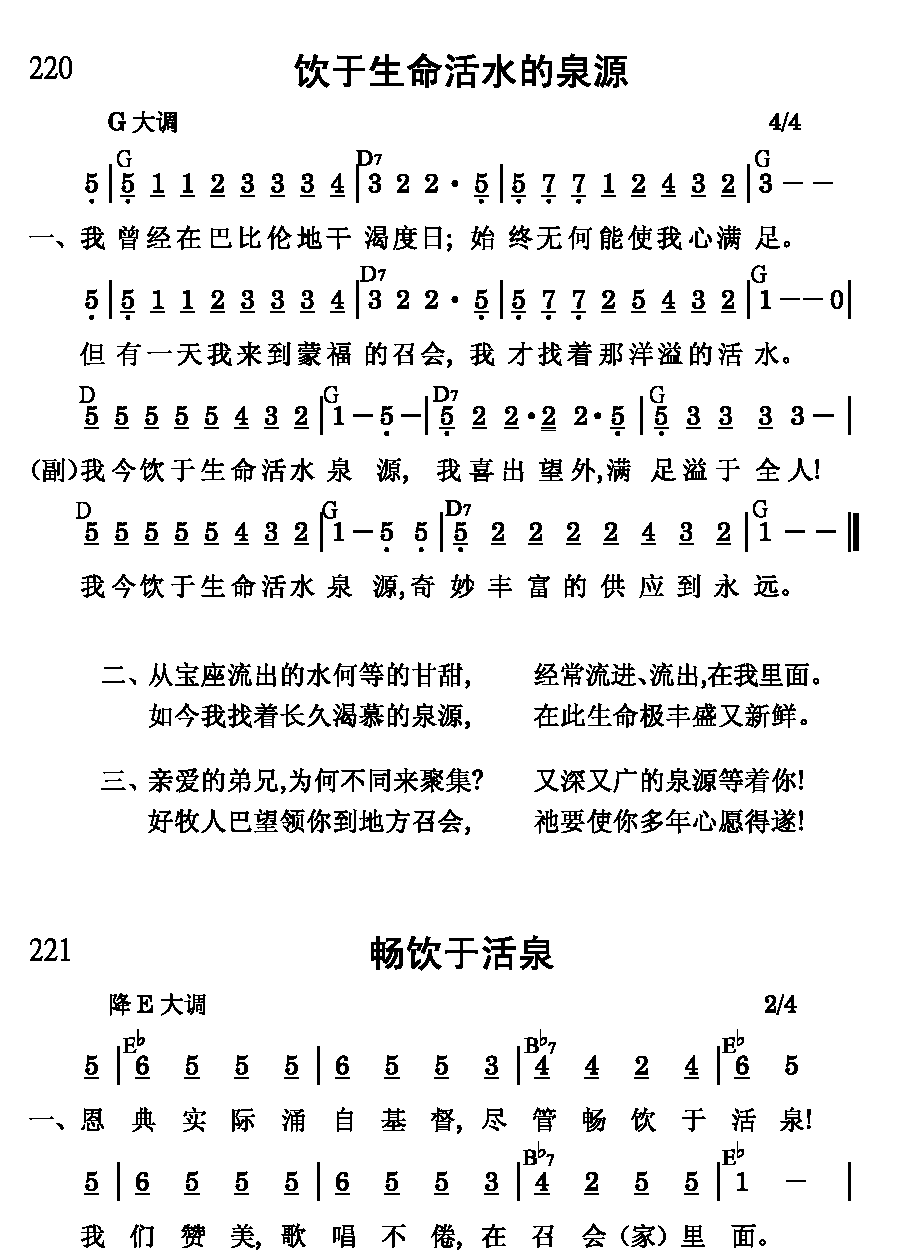 220 饮于生命活水的泉源
G 大调 4/4
G D7 G
5 | 5 1 1 2 3 3 3 4 | 3 2 2 · 5 | 5 7 7 1 2 4 3 2 | 3 – –
一、我 曾经在巴比伦地干 渴度日; 始 终无何能使我心满 足。
D7 G
5 | 5 1 1 2 3 3 3 4 | 3 2 2 · 5 | 5 7 7 2 5 4 3 2 | 1 – – 0 |
但 有一天我来到蒙福 的召会, 我 才找着那洋溢的活 水。
D G D7 G
5 5 5 5 5 4 3 2 | 1 – 5 – | 5 2 2 · 2 2 · 5 | 5 3 3 3 3 – |
(副)我今饮于生命活水 泉 源, 我喜出 望外,满 足溢于 全人!
D G D7 G
5 5 5 5 5 4 3 2 | 1 – 5 5 | 5 2 2 2 2 4 3 2 | 1 – – ‖
我今饮于生命活水 泉 源,奇 妙 丰 富 的 供 应 到 永 远。
二、从宝座流出的水何等的甘甜, 经常流进、流出,在我里面。
如今我找着长久渴慕的泉源, 在此生命极丰盛又新鲜。
三、亲爱的弟兄,为何不同来聚集? 又深又广的泉源等着你!
好牧人巴望领你到地方召会, 祂要使你多年心愿得遂!
221 畅饮于活泉
降 E 大调 2/4
E♭ B♭7 E♭
5 | 6 5 5 5 | 6 5 5 3 | 4 4 2 4 | 6 5
一、恩 典 实 际 涌 自 基 督, 尽 管 畅 饮 于 活 泉!
B♭7 E♭
5 | 6 5 5 5 | 6 5 5 3 | 4 2 5 5 | 1 – |
我 们 赞 美, 歌 唱 不 倦, 在 召 会 (家) 里 面。